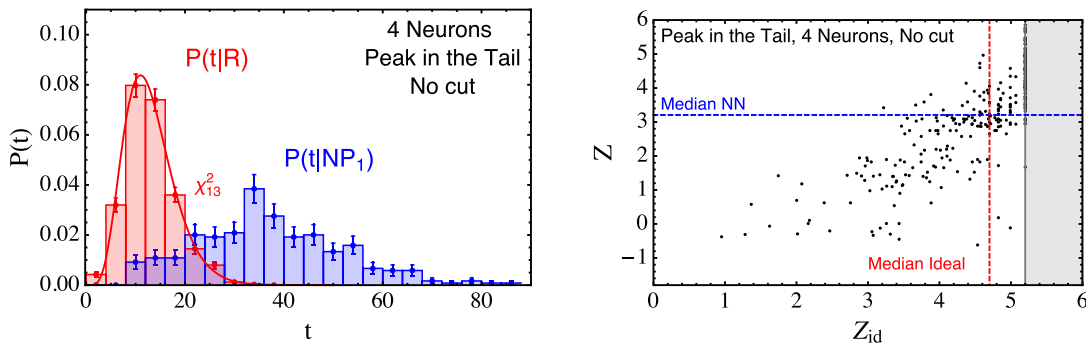 4 Neurons
Peak in the Tail
No cut
P(t|R)
P(t|NP₁)
χ²₁₃
P(t)
0.10
0.08
0.06
0.04
0.02
0.00
0 20 40 60 80
t
Peak in the Tail, 4 Neurons, No cut
Median NN
Median Ideal
Z
6
5
4
3
2
1
0
−1
0 1 2 3 4 5 6
Z_id